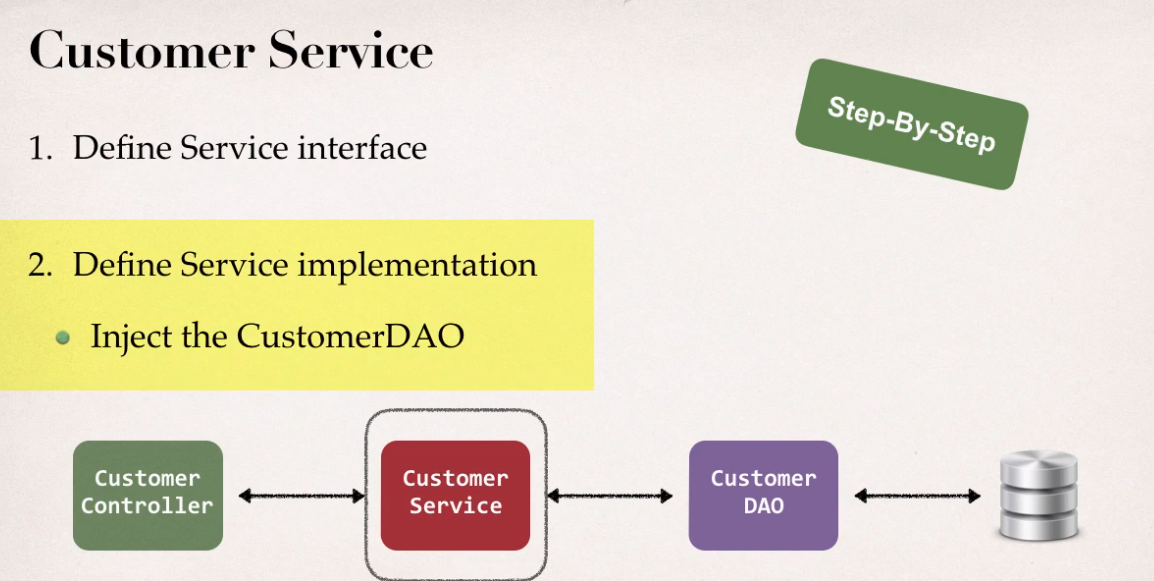 Customer Service
Step-By-Step
1. Define Service interface
2. Define Service implementation
Inject the CustomerDAO
Customer
Controller
Customer
Service
Customer
DAO